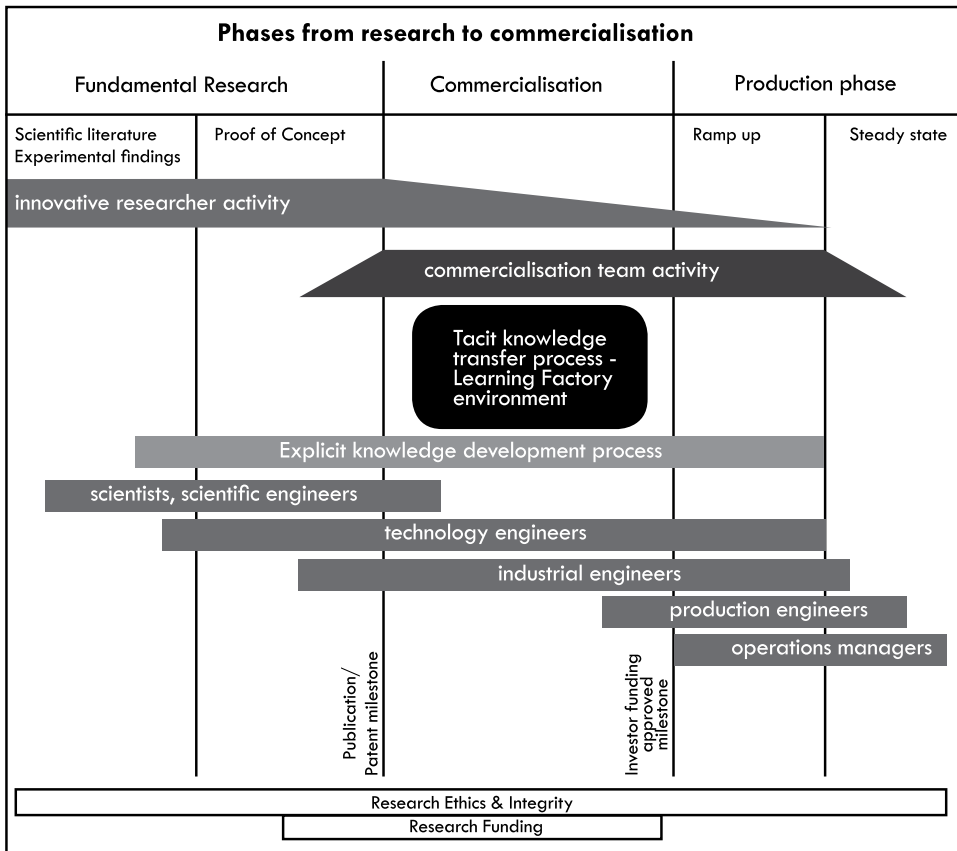 Phases from research to commercialisation
Fundamental Research
Commercialisation
Production phase
Scientific literature
Experimental findings
Proof of Concept
Ramp up
Steady state
innovative researcher activity
commercialisation team activity
Tacit knowledge
transfer process -
Learning Factory
environment
Explicit knowledge development process
scientists, scientific engineers
technology engineers
industrial engineers
production engineers
operations managers
Publication/
Patent milestone
Investor funding
approved
milestone
Research Ethics & Integrity
Research Funding